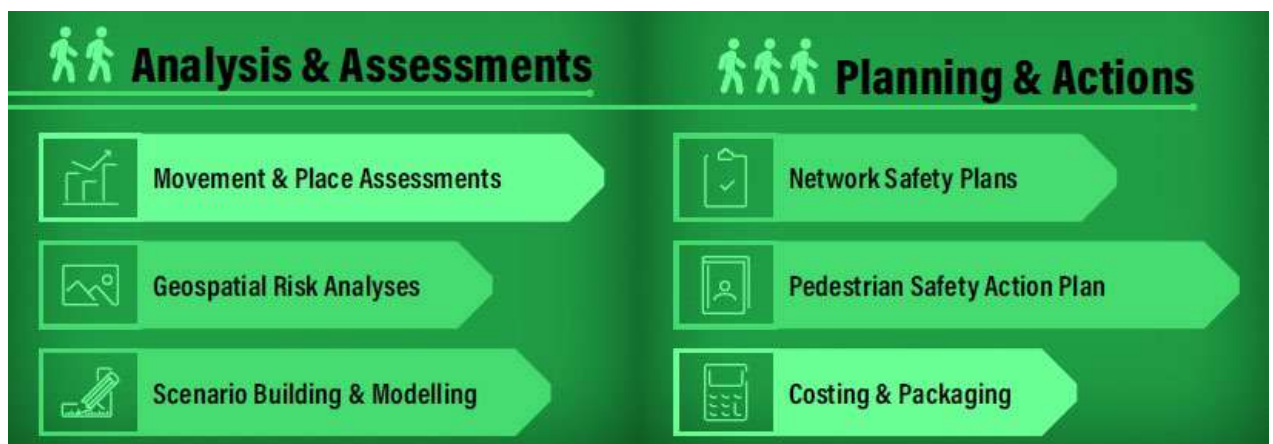 Analysis & Assessments
Movement & Place Assessments
Geospatial Risk Analyses
Scenario Building & Modelling
Planning & Actions
Network Safety Plans
Pedestrian Safety Action Plan
Costing & Packaging